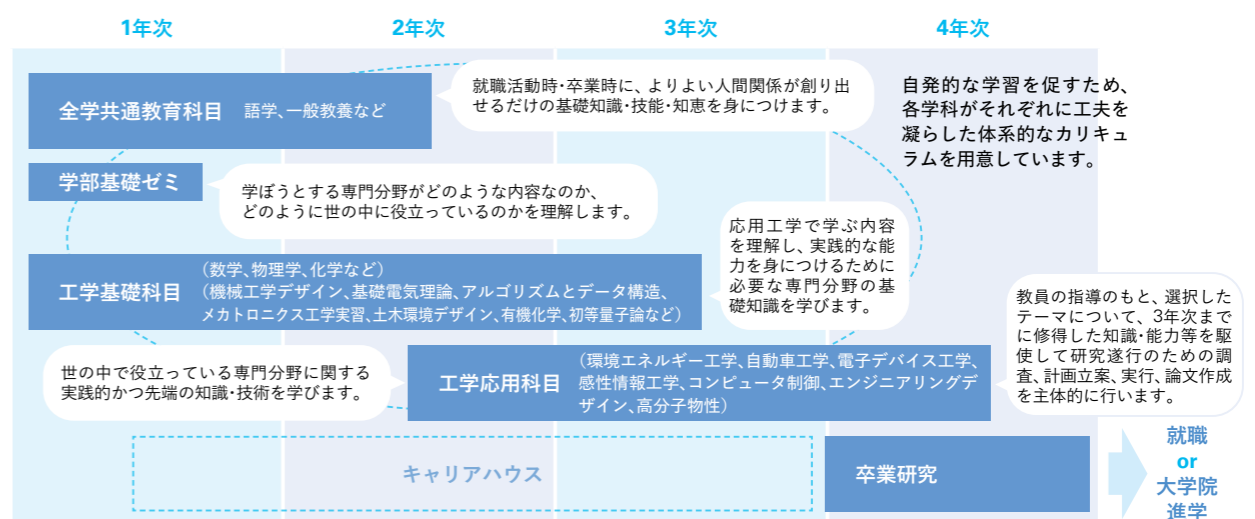 1年次
2年次
3年次
4年次
全学共通教育科目 語学、一般教養など
就職活動時・卒業時に、よりよい人間関係が創り出
せるだけの基礎知識・技能・知恵を身につけます。
自発的な学習を促すため、
各学科がそれぞれに工夫を
凝らした体系的なカリキュ
ラムを用意しています。
学部基礎ゼミ
学ぼうとする専門分野がどのような内容なのか、
どのように世の中に役立っているのかを理解します。
工学基礎科目
（数学、物理学、化学など）
（機械工学デザイン、基礎電気理論、アルゴリズムとデータ構造、
メカトロニクス工学実習、土木環境デザイン、有機化学、初等量子論など）
応用工学で学ぶ内容
を理解し、実践的な能
力を身につけるために
必要な専門分野の基
礎知識を学びます。
世の中で役立っている専門分野に関する
実践的かつ先端の知識・技術を学びます。
工学応用科目
（環境エネルギー工学、自動車工学、電子デバイス工学、
感性情報工学、コンピュータ制御、エンジニアリングデ
ザイン、高分子物性）
教員の指導のもと、選択した
テーマについて、3年次まで
に修得した知識・能力等を駆
使して研究遂行のための調
査、計画立案、実行、論文作成
を主体的に行います。
キャリアハウス
卒業研究
就職
or
大学院
進学